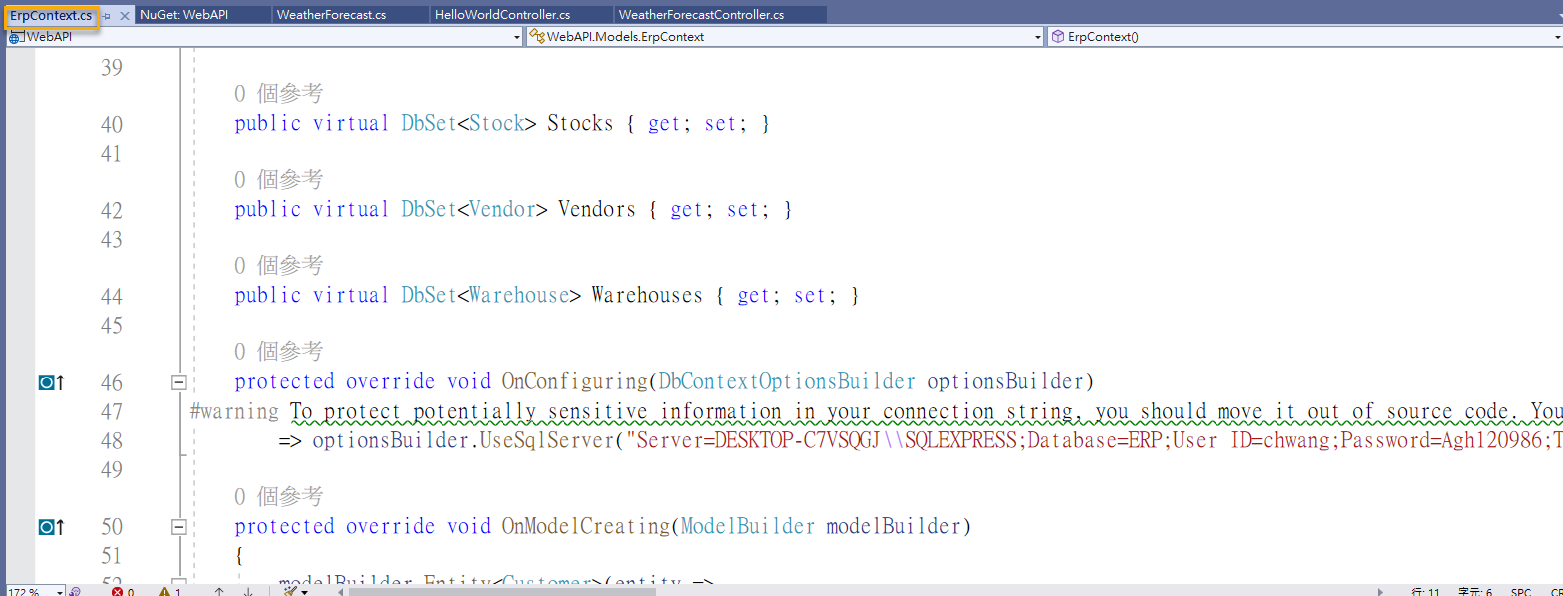 ErpContext.cs NuGet: WebAPI WeatherForecast.cs HelloWorldController.cs WeatherForecastController.cs
WebAPI WebAPI.Models.ErpContext ErpContext()
39
0 個參考
40 public virtual DbSet<Stock> Stocks { get; set; }
41
0 個參考
42 public virtual DbSet<Vendor> Vendors { get; set; }
43
0 個參考
44 public virtual DbSet<Warehouse> Warehouses { get; set; }
45
0 個參考
46 protected override void OnConfiguring(DbContextOptionsBuilder optionsBuilder)
47 #warning To protect potentially sensitive information in your connection string, you should move it out of source code. You
48 => optionsBuilder.UseSqlServer("Server=DESKTOP-C7VSQGJ\\SQLEXPRESS;Database=ERP;User ID=chwang;Password=Agh120986;T
49
0 個參考
50 protected override void OnModelCreating(ModelBuilder modelBuilder)
51 {
52 modelBuilder.Entity<Customer>(entity =>
172 % 0 1 行: 11 字元: 6 SPC